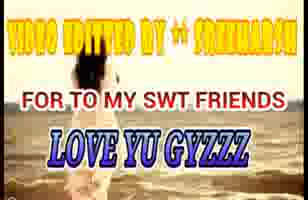 VIDEO EDITTED BY ** SREEHARSH
FOR TO MY SWT FRIENDS
LOVE YU GYZZZ